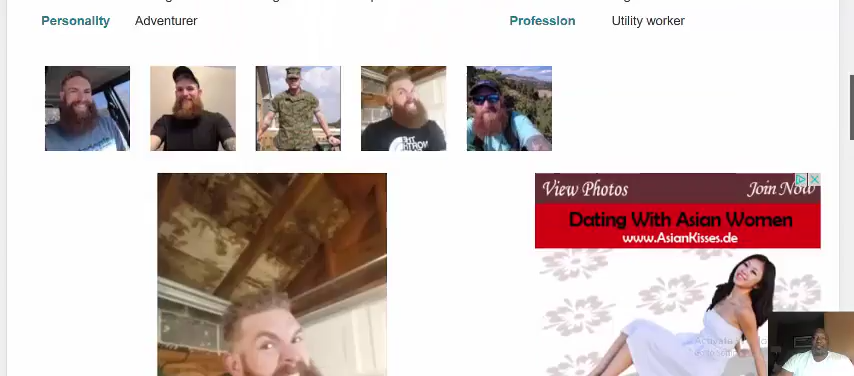 Personality Adventurer Profession Utility worker
View Photos Join Now
Dating With Asian Women
www.AsianKisses.de